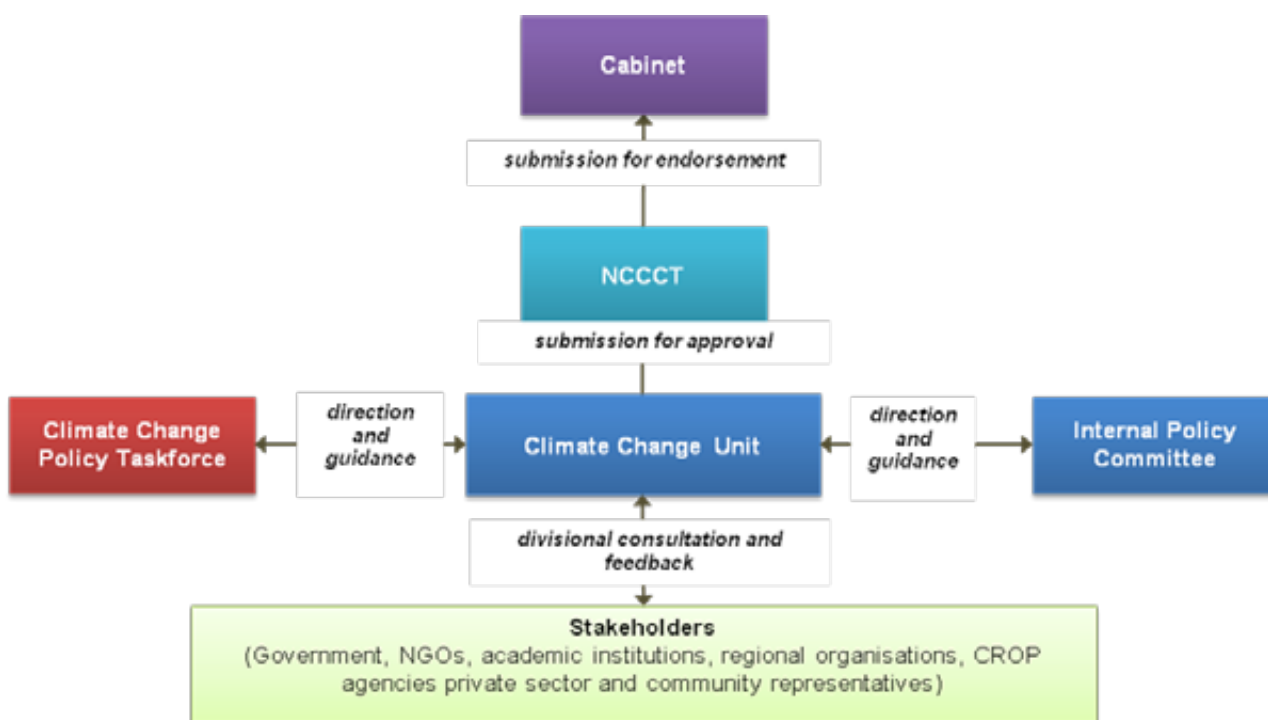 Cabinet
submission for endorsement
NCCCT
submission for approval
Climate Change
Policy Taskforce
direction
and
guidance
Climate Change Unit
direction
and
guidance
Internal Policy
Committee
divisional consultation and
feedback
Stakeholders
(Government, NGOs, academic institutions, regional organisations, CROP
agencies private sector and community representatives)